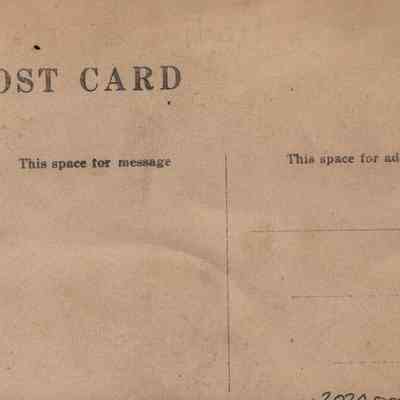 OST CARD
This space for message
This space for ad